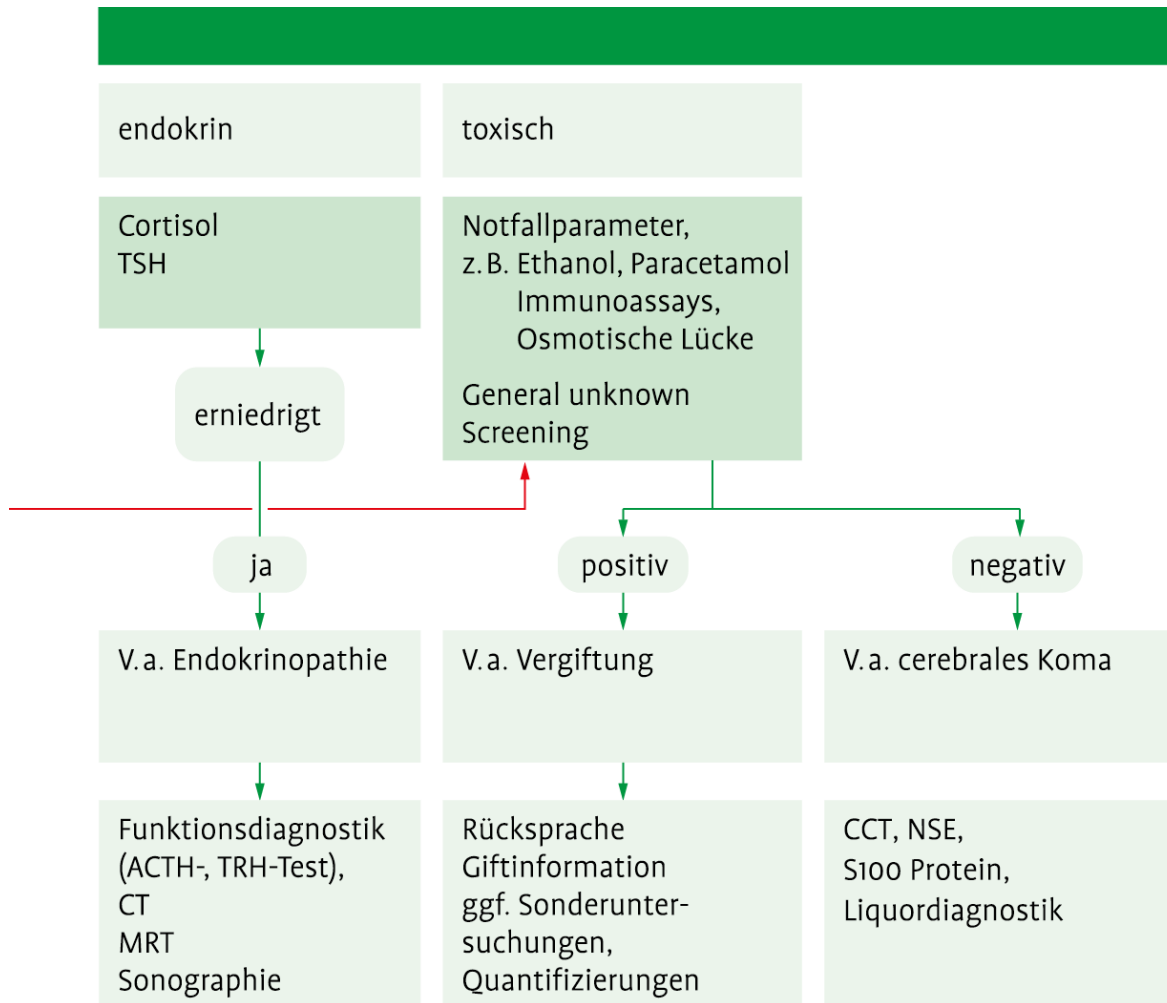 endokrin
toxisch
Cortisol
TSH
Notfallparameter,
z. B. Ethanol, Paracetamol
Immunoassays,
Osmotische Lücke
General unknown
Screening
erniedrigt
ja
positiv
negativ
V. a. Endokrinopathie
V. a. Vergiftung
V. a. cerebrales Koma
Funktionsdiagnostik
(ACTH-, TRH-Test),
CT
MRT
Sonographie
Rücksprache
Giftinformation
ggf. Sonderunter-
suchungen,
Quantifizierungen
CCT, NSE,
S100 Protein,
Liquordiagnostik